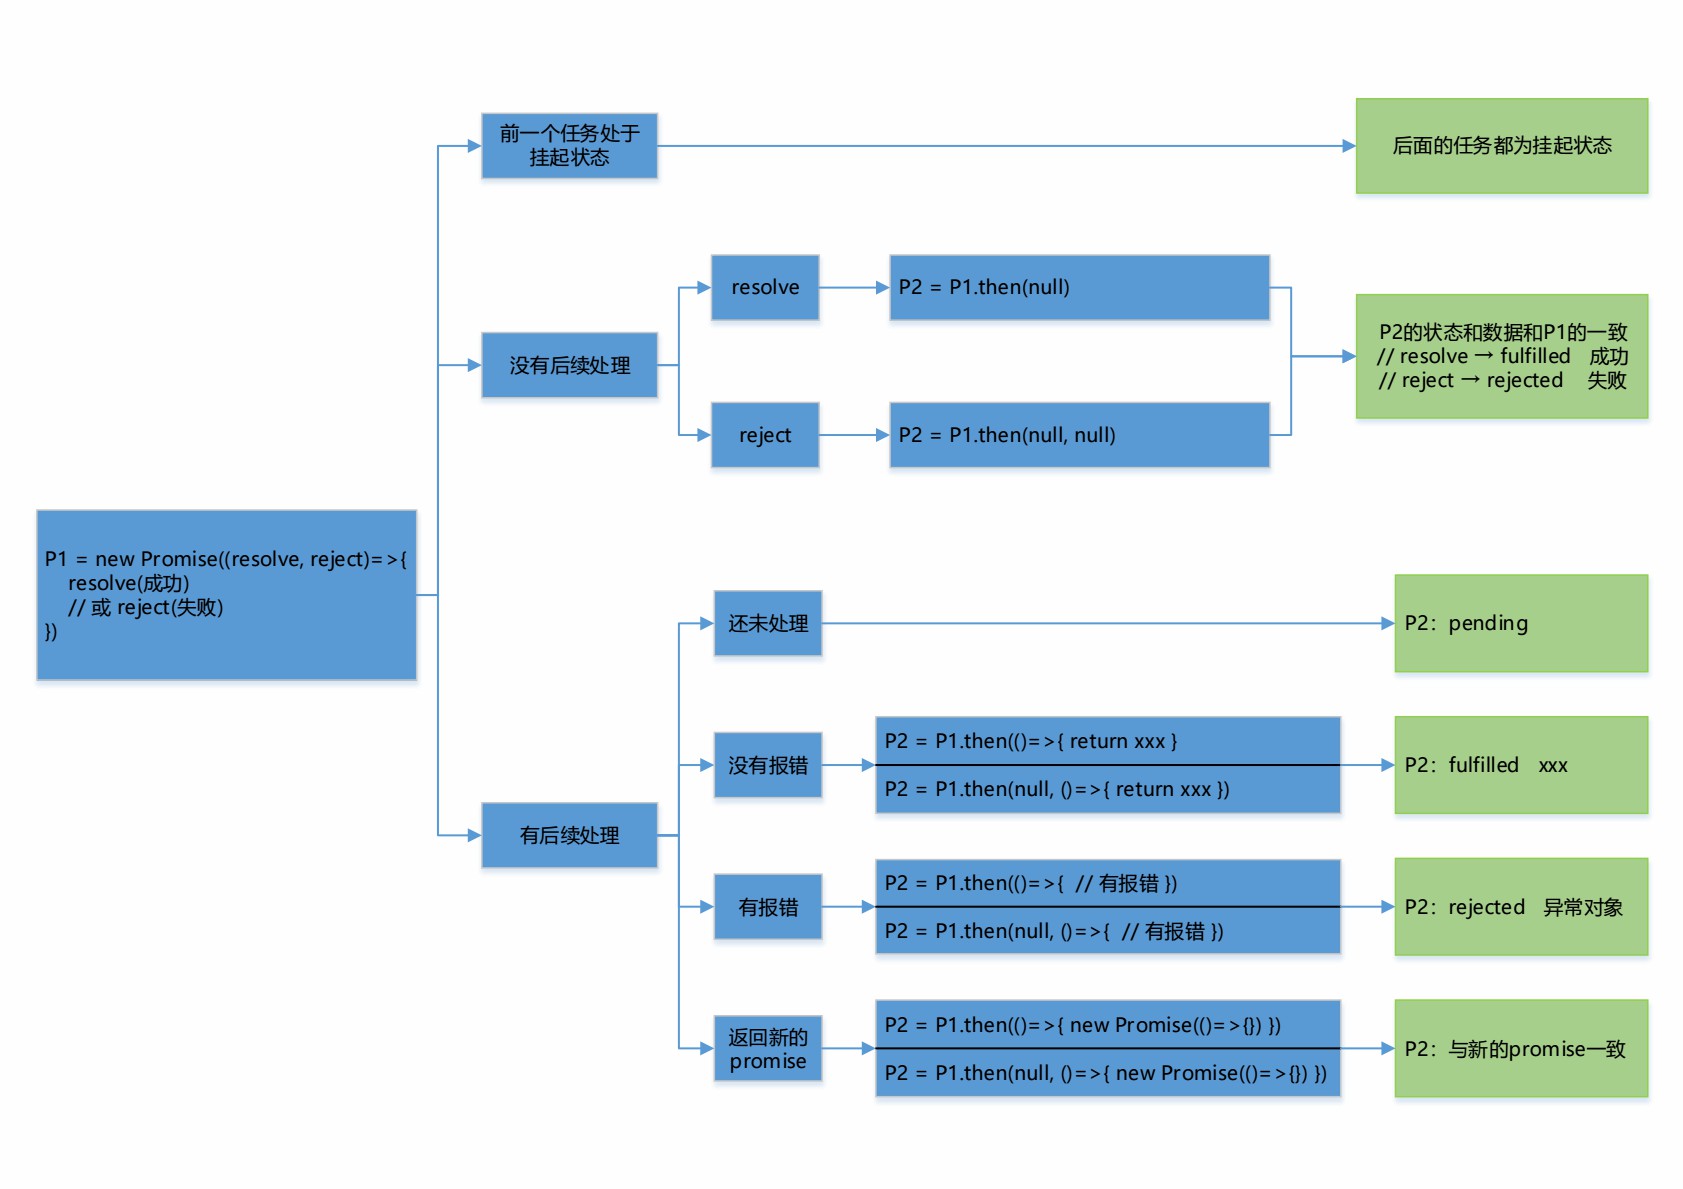 前一个任务处于
挂起状态
后面的任务都为挂起状态
resolve
P2 = P1.then(null)
没有后续处理
P2的状态和数据和P1的一致
// resolve → fulfilled 成功
// reject → rejected 失败
reject
P2 = P1.then(null, null)
P1 = new Promise((resolve, reject)=>{
resolve(成功)
// 或 reject(失败)
})
还未处理
P2：pending
没有报错
P2 = P1.then(()=>{ return xxx }
P2 = P1.then(null, ()=>{ return xxx })
P2：fulfilled xxx
有后续处理
有报错
P2 = P1.then(()=>{ // 有报错 })
P2 = P1.then(null, ()=>{ // 有报错 })
P2：rejected 异常对象
返回新的
promise
P2 = P1.then(()=>{ new Promise(()=>{}) })
P2 = P1.then(null, ()=>{ new Promise(()=>{}) })
P2：与新的promise一致